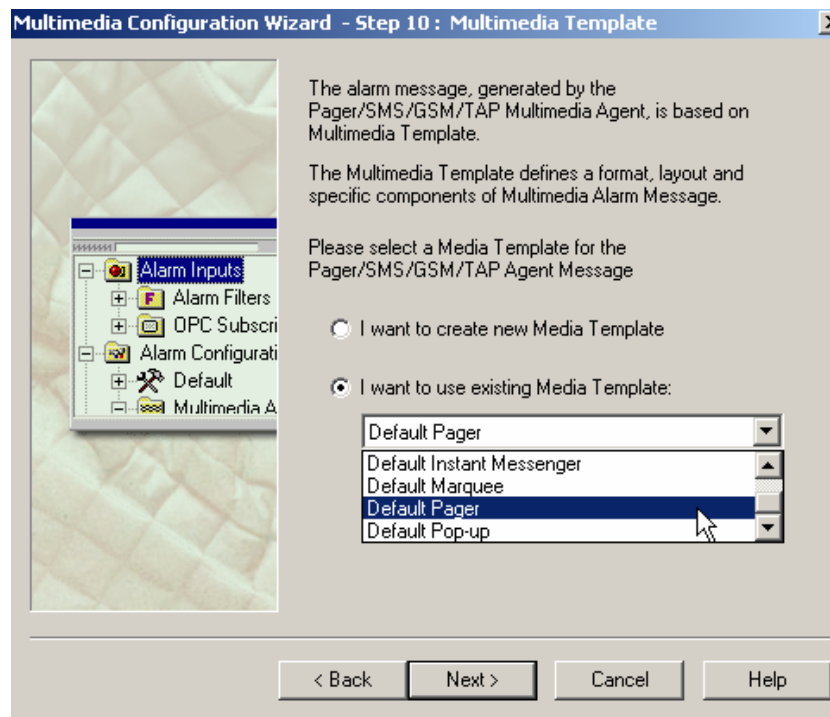 Multimedia Configuration Wizard - Step 10 : Multimedia Template
The alarm message, generated by the
Pager/SMS/GSM/TAP Multimedia Agent, is based on
Multimedia Template.
The Multimedia Template defines a format, layout and
specific components of Multimedia Alarm Message.
Please select a Media Template for the
Pager/SMS/GSM/TAP Agent Message
Alarm Inputs
Alarm Filters
OPC Subscri
Alarm Configurati
Default
Multimedia A
I want to create new Media Template
I want to use existing Media Template:
Default Pager
Default Instant Messenger
Default Marquee
Default Pager
Default Pop-up
< Back
Next >
Cancel
Help